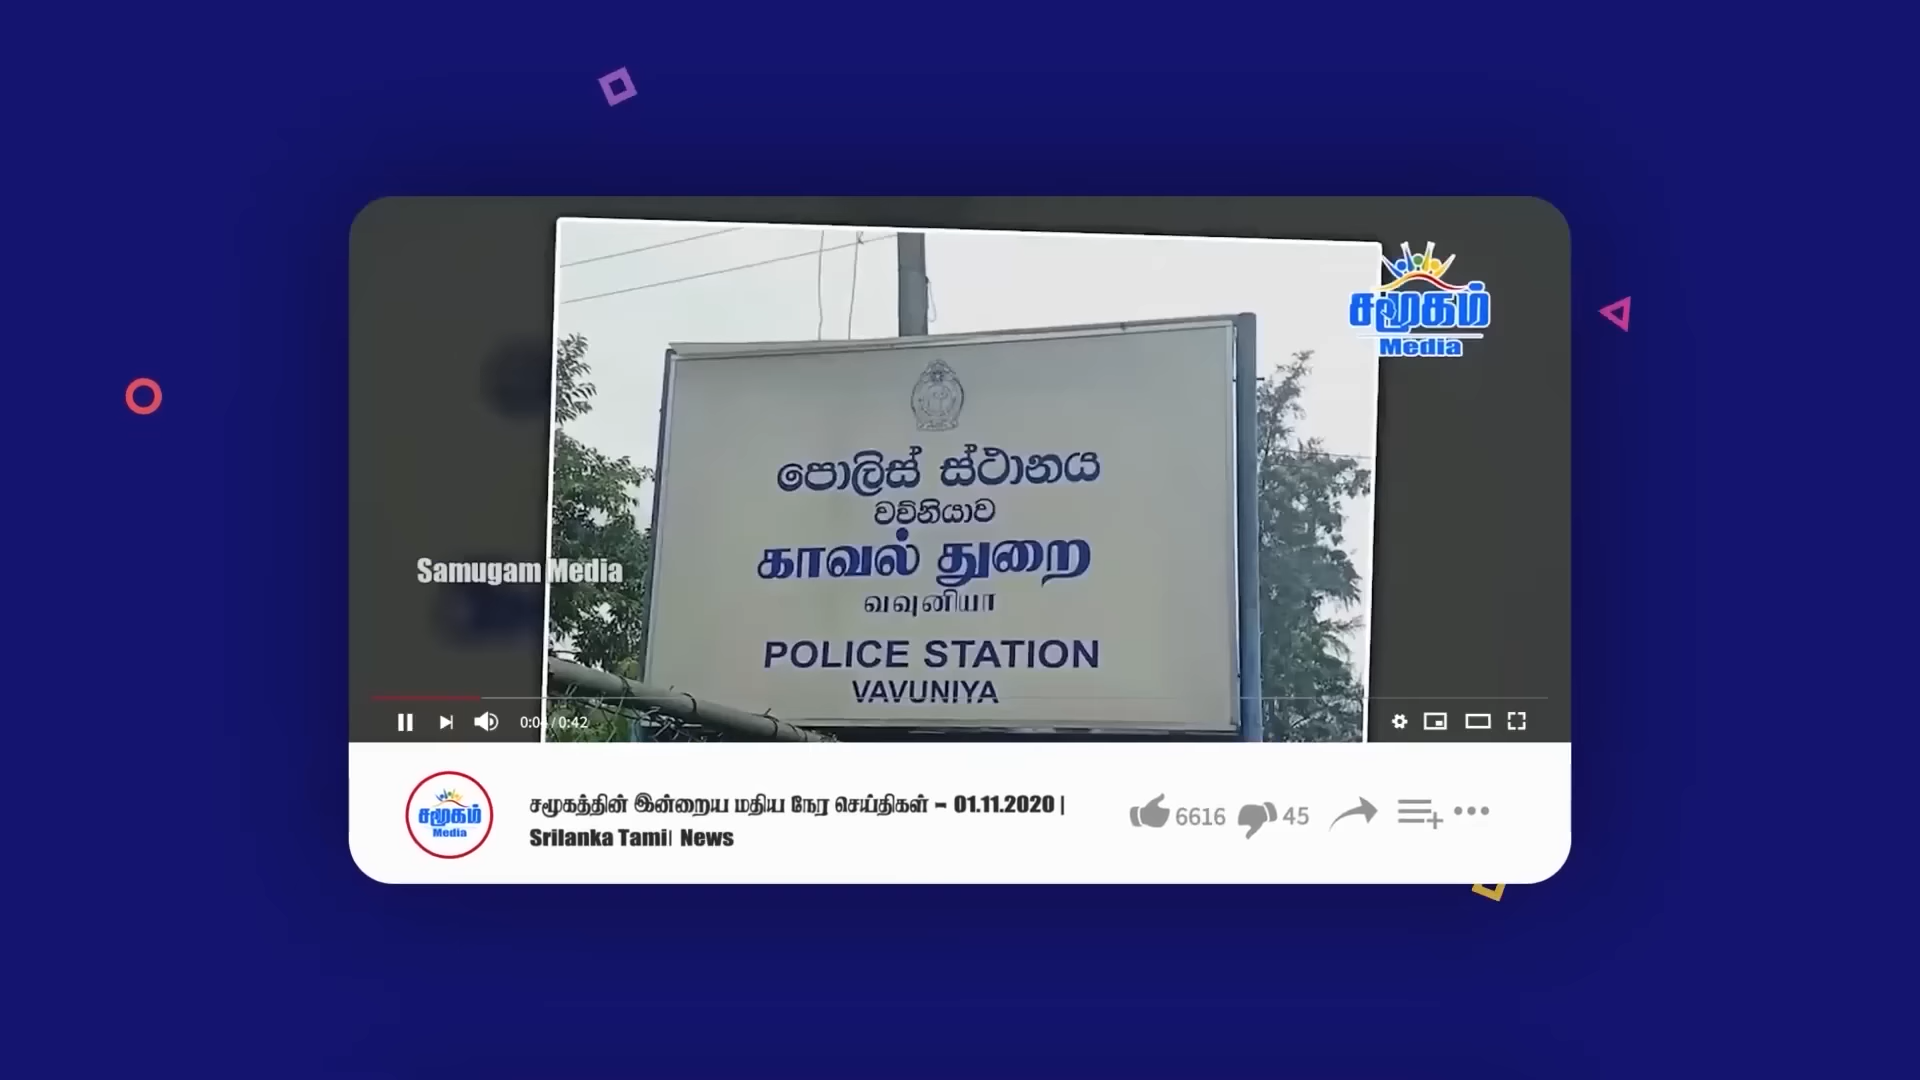 சமூகம்
Media
පොලිස් ස්ථානය
වව්නියාව
காவல் துறை
வவுனியா
POLICE STATION
VAVUNIYA
Samugam Media
0:04 / 0:42
சமூகம்
Media
சமூகத்தின் இன்றைய மதிய நேர செய்திகள் - 01.11.2020 |
Srilanka Tamil News
6616
45